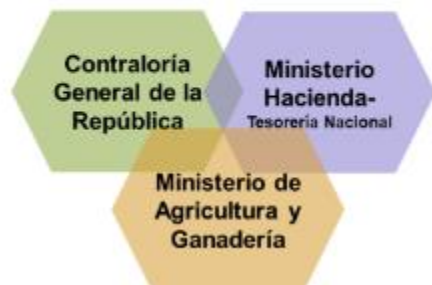 Contraloría
General de la
República
Ministerio
Hacienda-
Tesorería Nacional
Ministerio de
Agricultura y
Ganadería